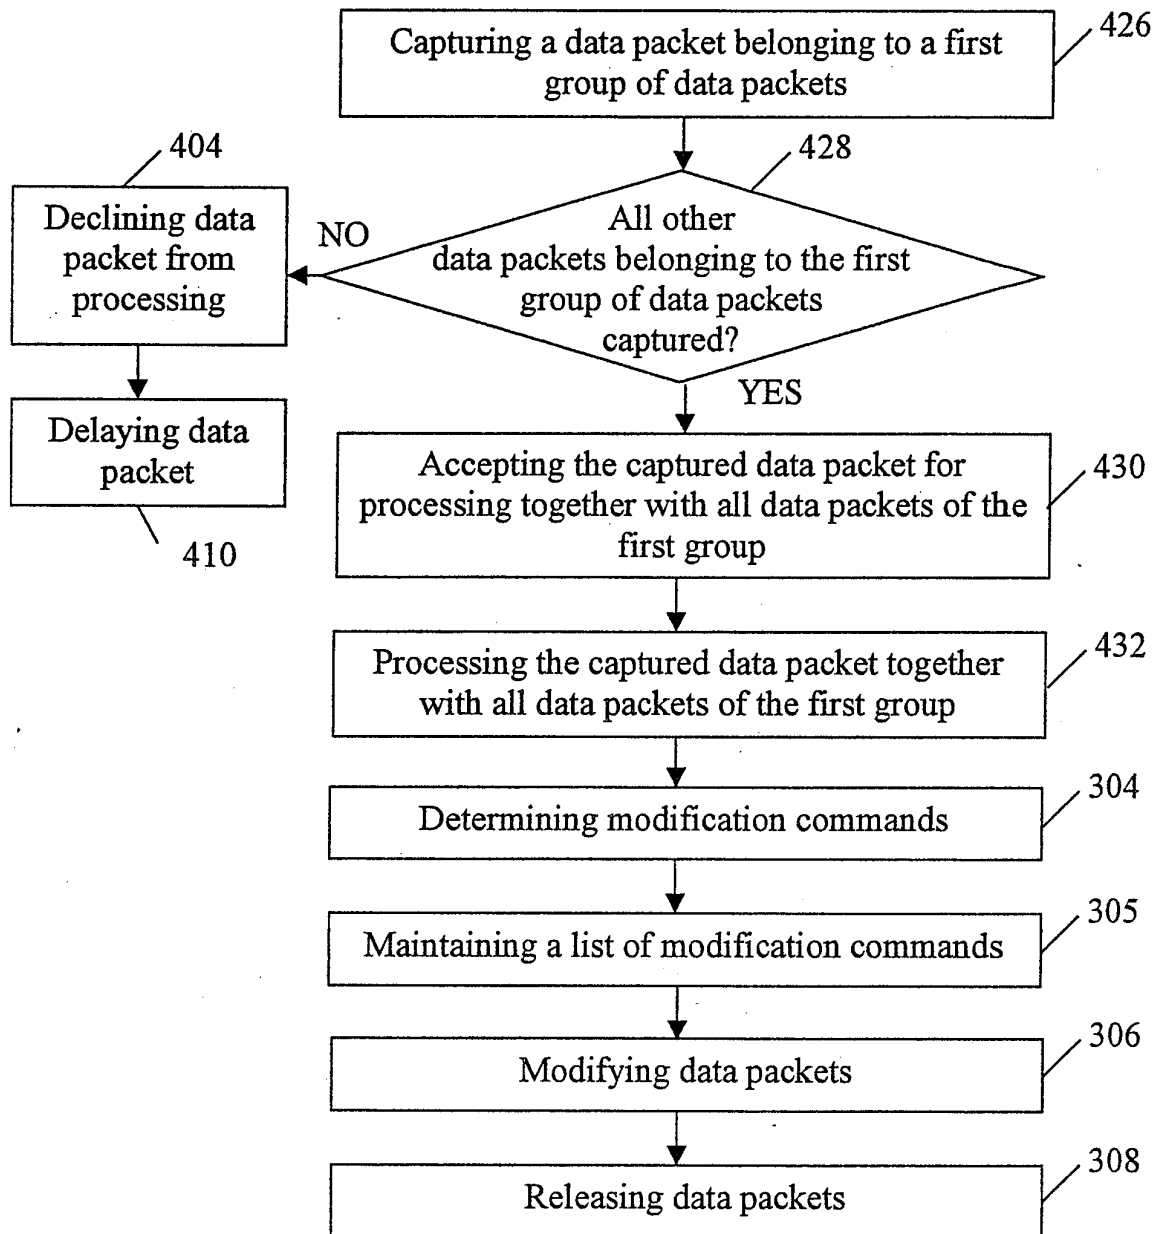 Capturing a data packet belonging to a first
group of data packets
426
428
404
Declining data
packet from
processing
NO
All other
data packets belonging to the first
group of data packets
captured?
YES
Delaying data
packet
410
Accepting the captured data packet for
processing together with all data packets of the
first group
430
Processing the captured data packet together
with all data packets of the first group
432
Determining modification commands
304
Maintaining a list of modification commands
305
Modifying data packets
306
Releasing data packets
308